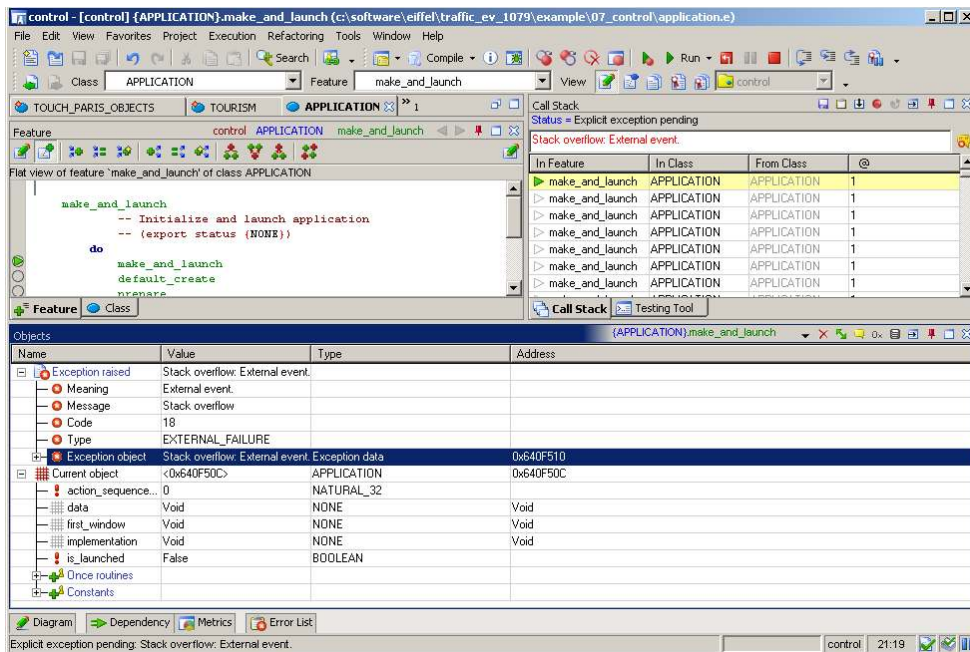 control - [control] {APPLICATION}.make_and_launch (c:\software\eiffel\traffic_ev_1079\example\07_control\application.e)
File Edit View Favorites Project Execution Refactoring Tools Window Help
Search Compile Run
Class APPLICATION Feature make_and_launch View control
TOUCH_PARIS_OBJECTS TOURISM APPLICATION 1
Feature control APPLICATION make_and_launch
Flat view of feature `make_and_launch' of class APPLICATION
make_and_launch
-- Initialize and launch application
-- (export status {NONE})
do
make_and_launch
default_create
prepare
Feature Class
Call Stack
Status = Explicit exception pending
Stack overflow: External event.
In Feature In Class From Class @
make_and_launch APPLICATION APPLICATION 1
make_and_launch APPLICATION APPLICATION 1
make_and_launch APPLICATION APPLICATION 1
make_and_launch APPLICATION APPLICATION 1
make_and_launch APPLICATION APPLICATION 1
make_and_launch APPLICATION APPLICATION 1
make_and_launch APPLICATION APPLICATION 1
Call Stack Testing Tool
Objects {APPLICATION}.make_and_launch
Name Value Type Address
Exception raised Stack overflow: External event.
Meaning External event.
Message Stack overflow
Code 18
Type EXTERNAL_FAILURE
Exception object Stack overflow: External event. Exception data 0x640F510
Current object <0x640F50C> APPLICATION 0x640F50C
action_sequence... 0 NATURAL_32
data Void NONE Void
first_window Void NONE Void
implementation Void NONE Void
is_launched False BOOLEAN
Once routines
Constants
Diagram Dependency Metrics Error List
Explicit exception pending: Stack overflow: External event. control 21:19